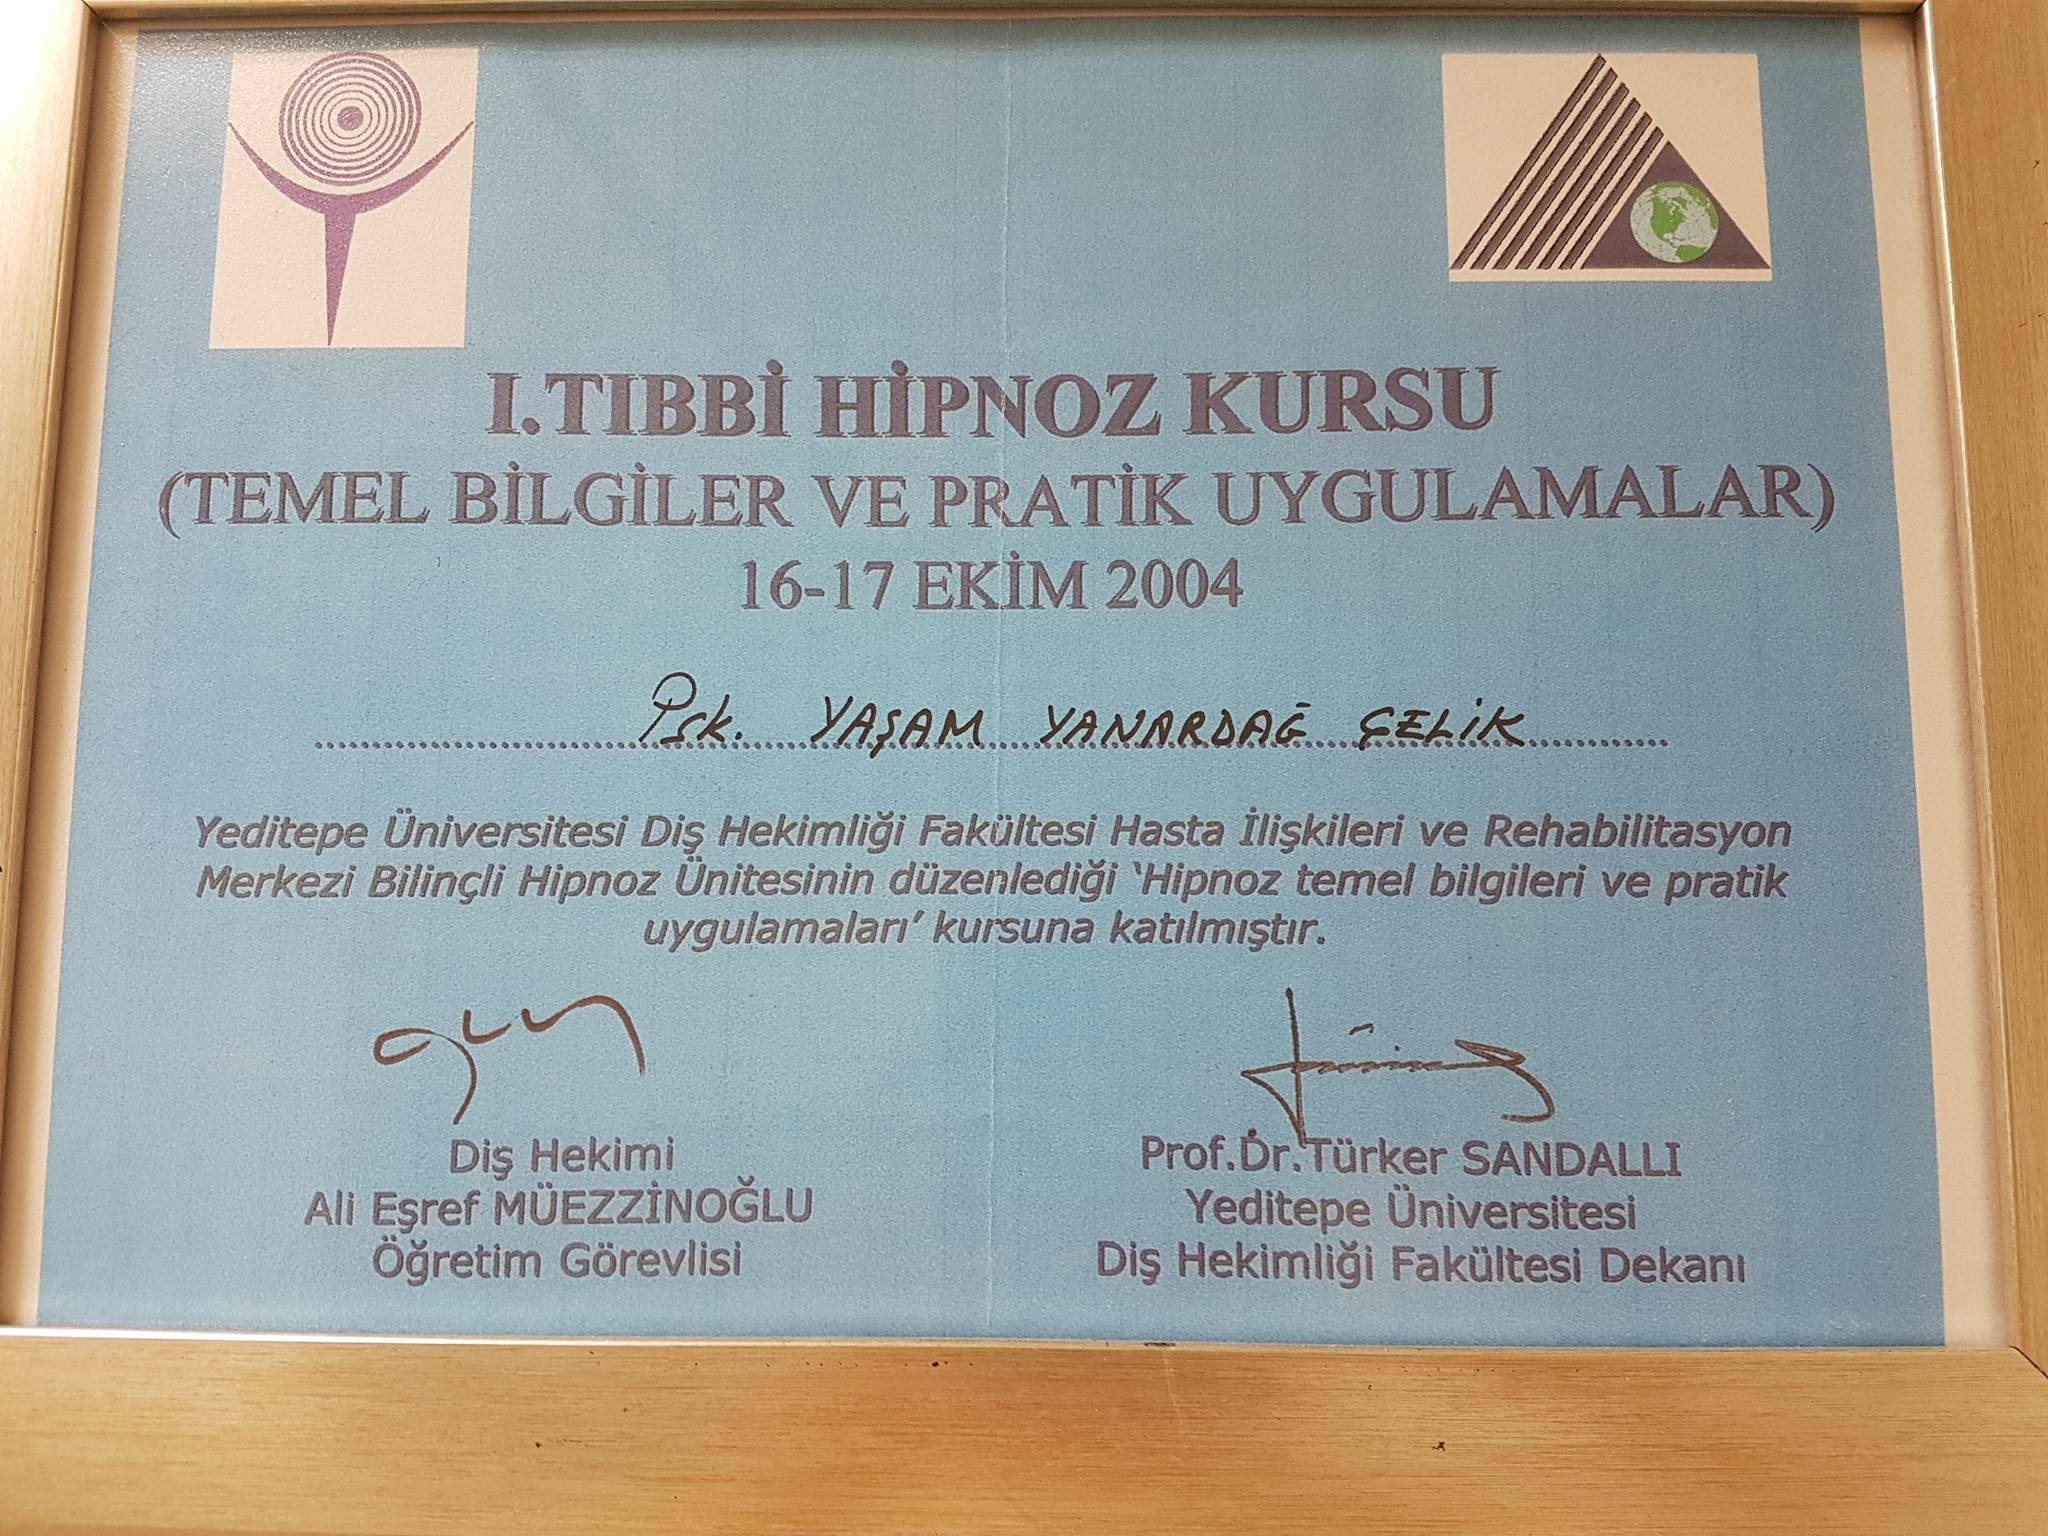 I.TIBBİ HİPNOZ KURSU
(TEMEL BİLGİLER VE PRATİK UYGULAMALAR)
16-17 EKİM 2004
Psk. YAŞAM YANARDAĞ ÇELİK
Yeditepe Üniversitesi Diş Hekimliği Fakültesi Hasta İlişkileri ve Rehabilitasyon
Merkezi Bilinçli Hipnoz Ünitesinin düzenlediği ‘Hipnoz temel bilgileri ve pratik
uygulamaları’ kursuna katılmıştır.
Diş Hekimi
Ali Eşref MÜEZZİNOĞLU
Öğretim Görevlisi
Prof.Dr.Türker SANDALLI
Yeditepe Üniversitesi
Diş Hekimliği Fakültesi Dekanı